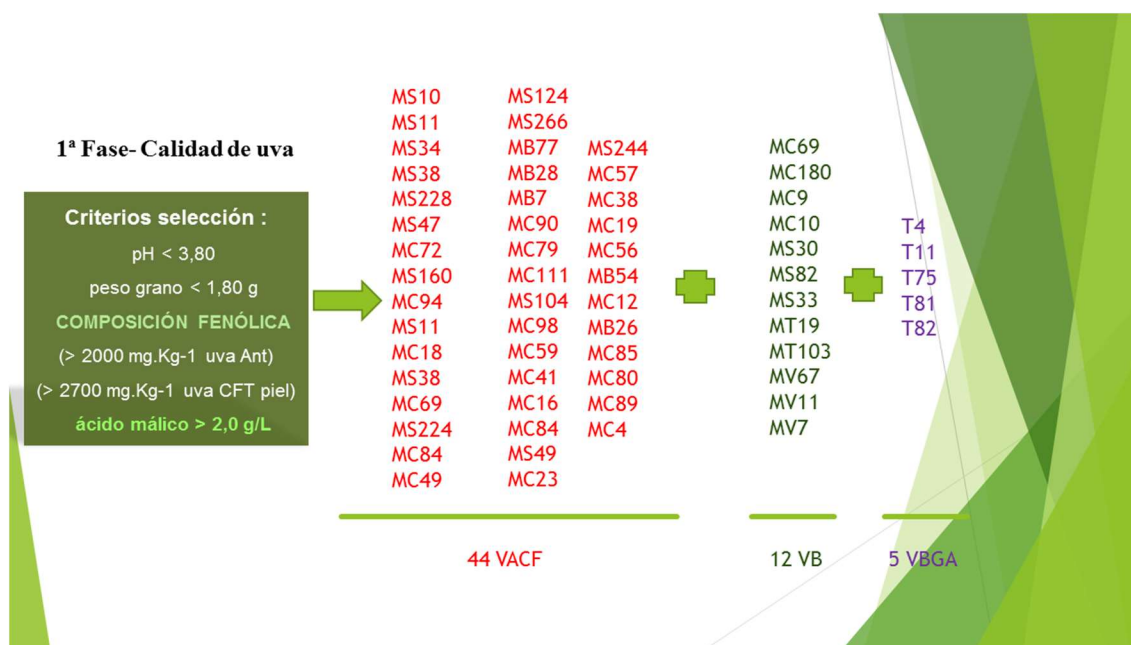 1ª Fase- Calidad de uva
Criterios selección :
pH < 3,80
peso grano < 1,80 g
COMPOSICIÓN FENÓLICA
(> 2000 mg.Kg-1 uva Ant)
(> 2700 mg.Kg-1 uva CFT piel)
ácido málico > 2,0 g/L
MS10
MS11
MS34
MS38
MS228
MS47
MC72
MS160
MC94
MS11
MC18
MS38
MC69
MS224
MC84
MC49
MS124
MS266
MB77
MB28
MB7
MC90
MC79
MC111
MS104
MC98
MC59
MC41
MC16
MC84
MS49
MC23
MS244
MC57
MC38
MC19
MC56
MB54
MC12
MB26
MC85
MC80
MC89
MC4
44 VACF
MC69
MC180
MC9
MC10
MS30
MS82
MS33
MT19
MT103
MV67
MV11
MV7
12 VB
T4
T11
T75
T81
T82
5 VBGA